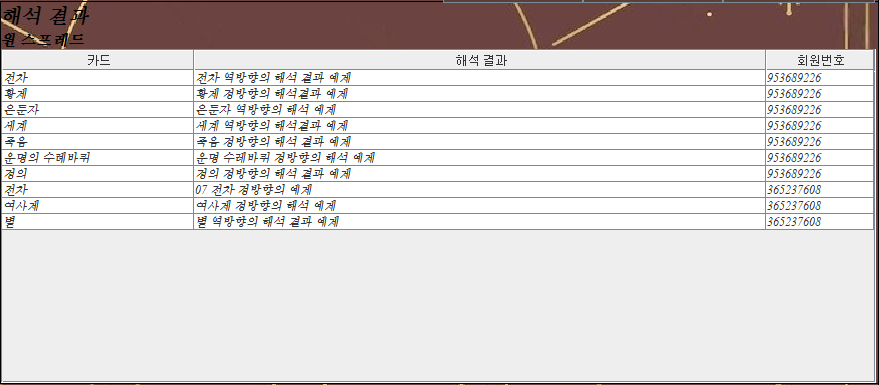 해석 결과
원 스프레드
카드 해석 결과 회원번호
전차 전차 역방향의 해석 결과 예제 953689226
황제 황제 정방향의 해석 결과 예제 953689226
은둔자 은둔자 역방향의 해석 예제 953689226
세계 세계 역방향의 해석결과 예제 953689226
죽음 죽음 정방향의 해석 결과 예제 953689226
운명의 수레바퀴 운명 수레바퀴 정방향의 해석 예제 953689226
정의 정의 정방향의 해석 결과 예제 953689226
전차 07 전차 정방향의 예제 365237608
여사제 여사제 정방향의 해석 예제 365237608
별 별 역방향의 해석 결과 예제 365237608